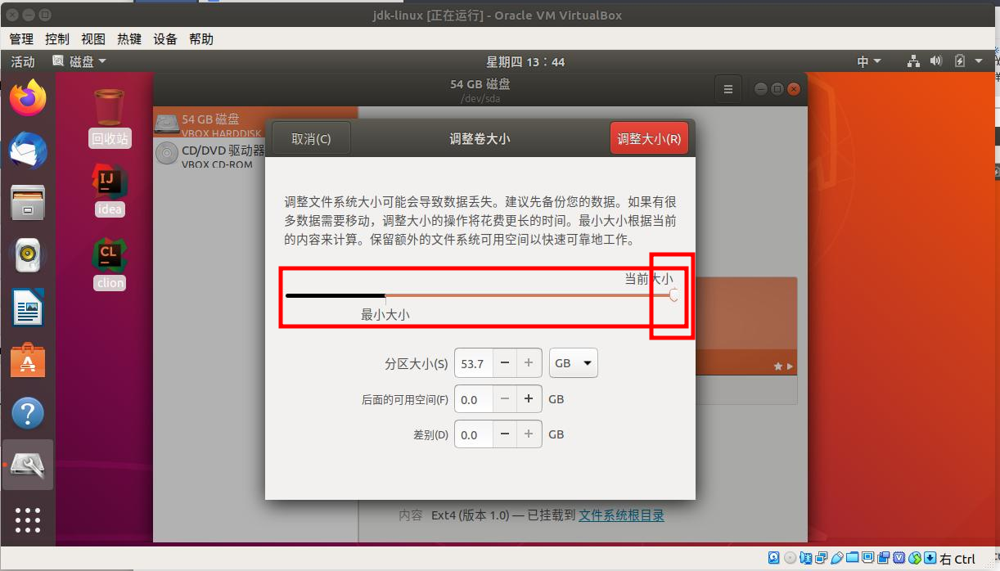 jdk-linux [正在运行] - Oracle VM VirtualBox
管理 控制 视图 热键 设备 帮助
活动 磁盘 星期四 13：44 中
54 GB 磁盘
/dev/sda
54 GB 磁盘
VBOX HARDDISK
CD/DVD 驱动器
VBOX CD-ROM
回收站
IJ
idea
CL
clion
取消(C) 调整卷大小 调整大小(R)
调整文件系统大小可能会导致数据丢失。建议先备份您的数据。如果有很
多数据需要移动，调整大小的操作将花费更长的时间。最小大小根据当前
的内容来计算。保留额外的文件系统可用空间以快速可靠地工作。
当前大小
最小大小
分区大小(S) 53.7 − + GB
后面的可用空间(F) 0.0 − + GB
差别(D) 0.0 − + GB
内容 Ext4 (版本 1.0) — 已挂载到 文件系统根目录
右 Ctrl